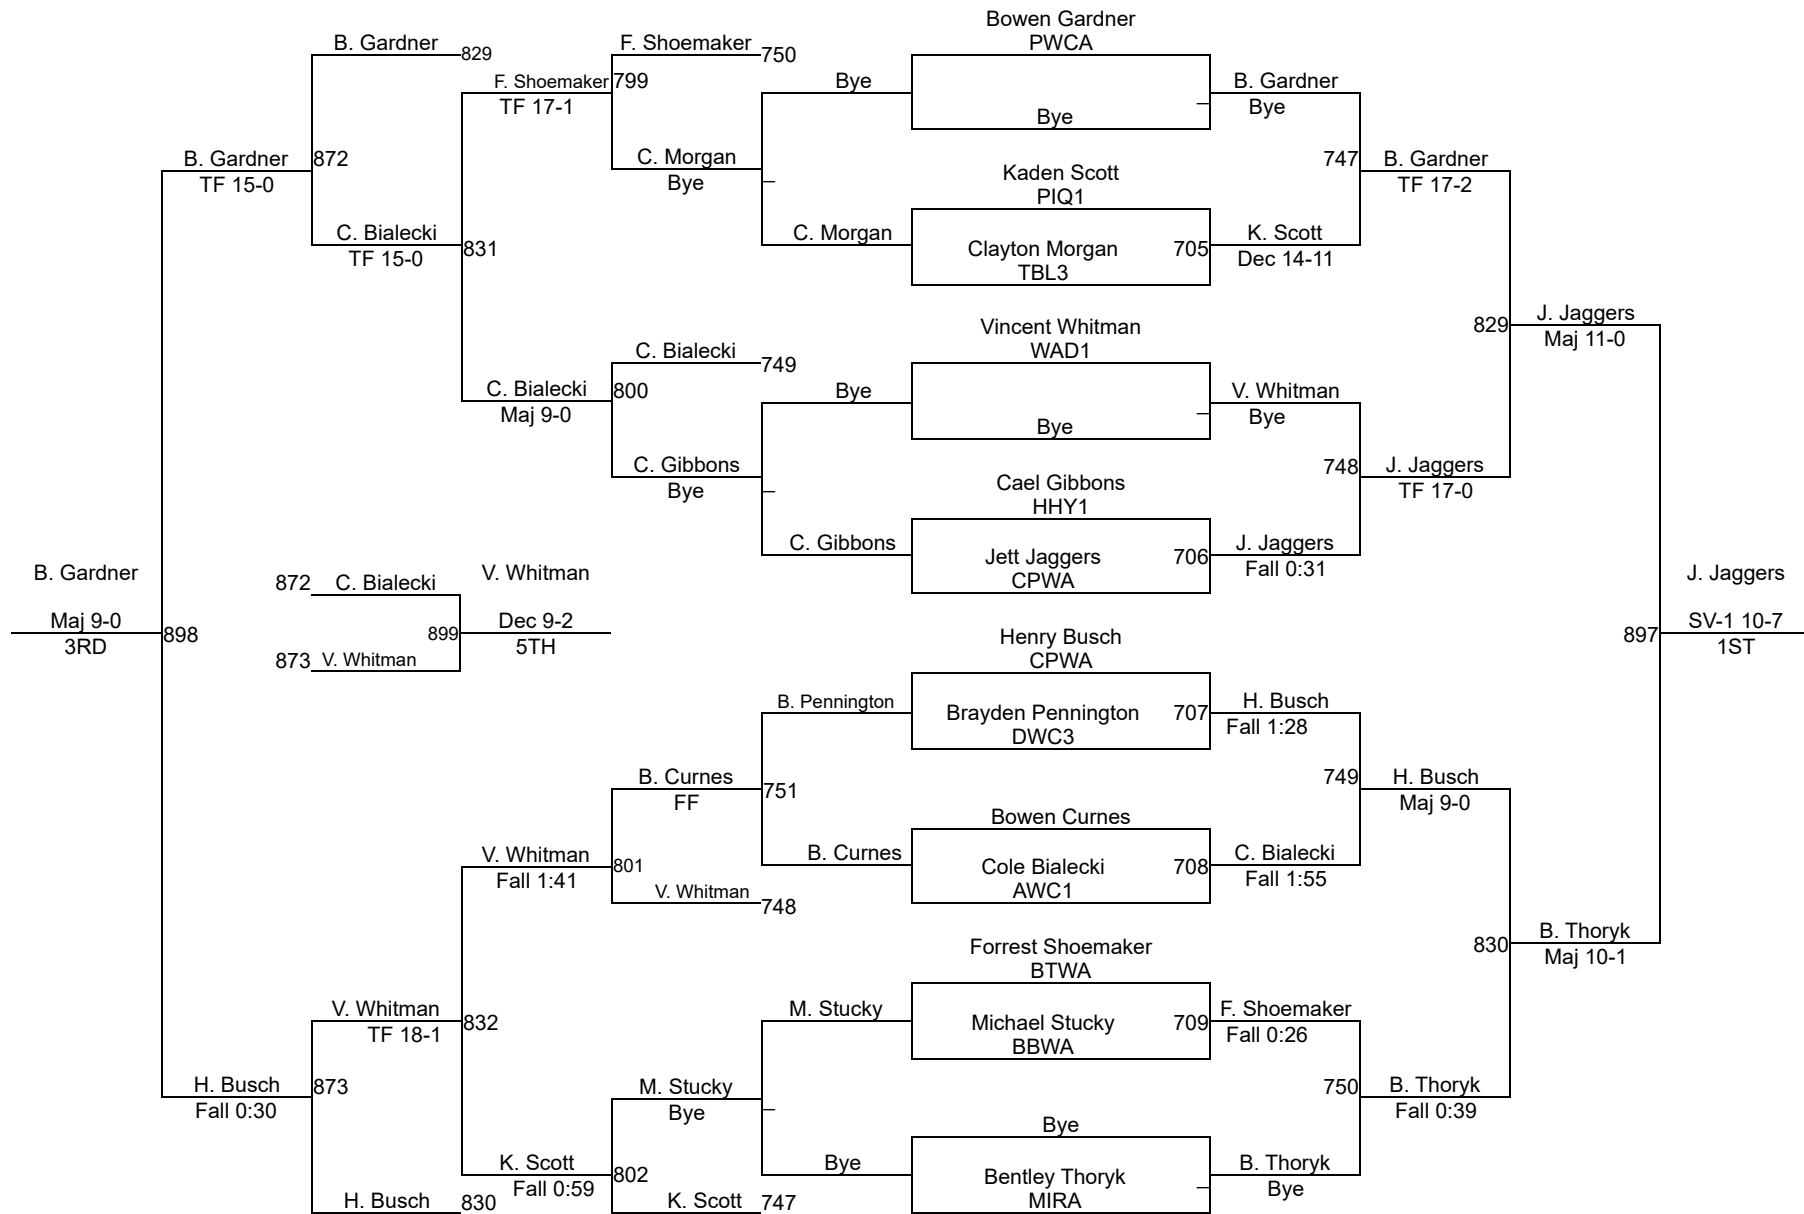 Bowen Gardner
B. Gardner
F. Shoemaker
PWCA
829
750
F. Shoemaker
799
Bye
B. Gardner
TF 17-1
Bye
Bye
B. Gardner
872
C. Morgan
747
B. Gardner
TF 15-0
Bye
Kaden Scott
TF 17-2
PIQ1
C. Bialecki
C. Morgan
K. Scott
TF 15-0
831
Clayton Morgan
705
Dec 14-11
TBL3
J. Jaggers
Vincent Whitman
829
Maj 11-0
C. Bialecki
WAD1
749
C. Bialecki
800
Bye
V. Whitman
Maj 9-0
Bye
Bye
C. Gibbons
748
J. Jaggers
Bye
Cael Gibbons
TF 17-0
HHY1
C. Gibbons
J. Jaggers
Jett Jaggers
706
Fall 0:31
CPWA
B. Gardner
872
C. Bialecki
V. Whitman
J. Jaggers
Maj 9-0
898
899
Dec 9-2
897
SV-1 10-7
3RD
5TH
1ST
873
V. Whitman
Henry Busch
CPWA
B. Pennington
H. Busch
Brayden Pennington
707
Fall 1:28
DWC3
B. Curnes
751
749
H. Busch
FF
Maj 9-0
Bowen Curnes
V. Whitman
801
B. Curnes
C. Bialecki
Fall 1:41
Cole Bialecki
708
Fall 1:55
V. Whitman
748
AWC1
B. Thoryk
Forrest Shoemaker
830
Maj 10-1
BTWA
V. Whitman
832
M. Stucky
F. Shoemaker
TF 18-1
Michael Stucky
709
Fall 0:26
BBWA
H. Busch
873
M. Stucky
750
B. Thoryk
Fall 0:30
Bye
Fall 0:39
Bye
K. Scott
802
Bye
B. Thoryk
Fall 0:59
Bentley Thoryk
Bye
H. Busch
830
K. Scott
747
MIRA